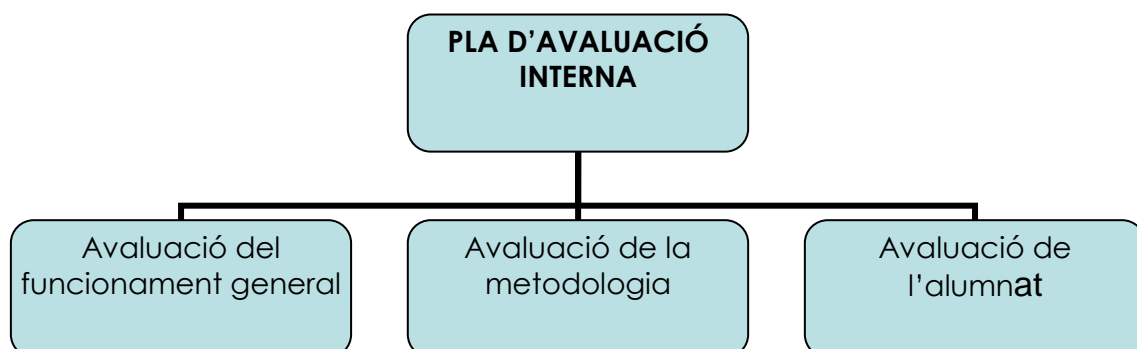 PLA D’AVALUACIÓ
INTERNA
Avaluació del
funcionament general
Avaluació de la
metodologia
Avaluació de
l’alumnat